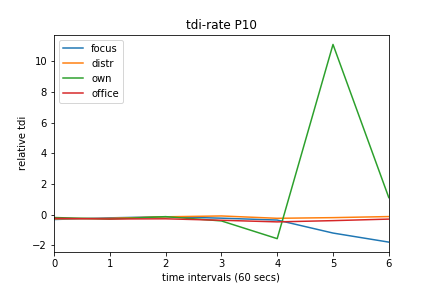 tdi-rate P10
focus
distr
own
office
relative tdi
10
8
6
4
2
0
−2
0 1 2 3 4 5 6
time intervals (60 secs)